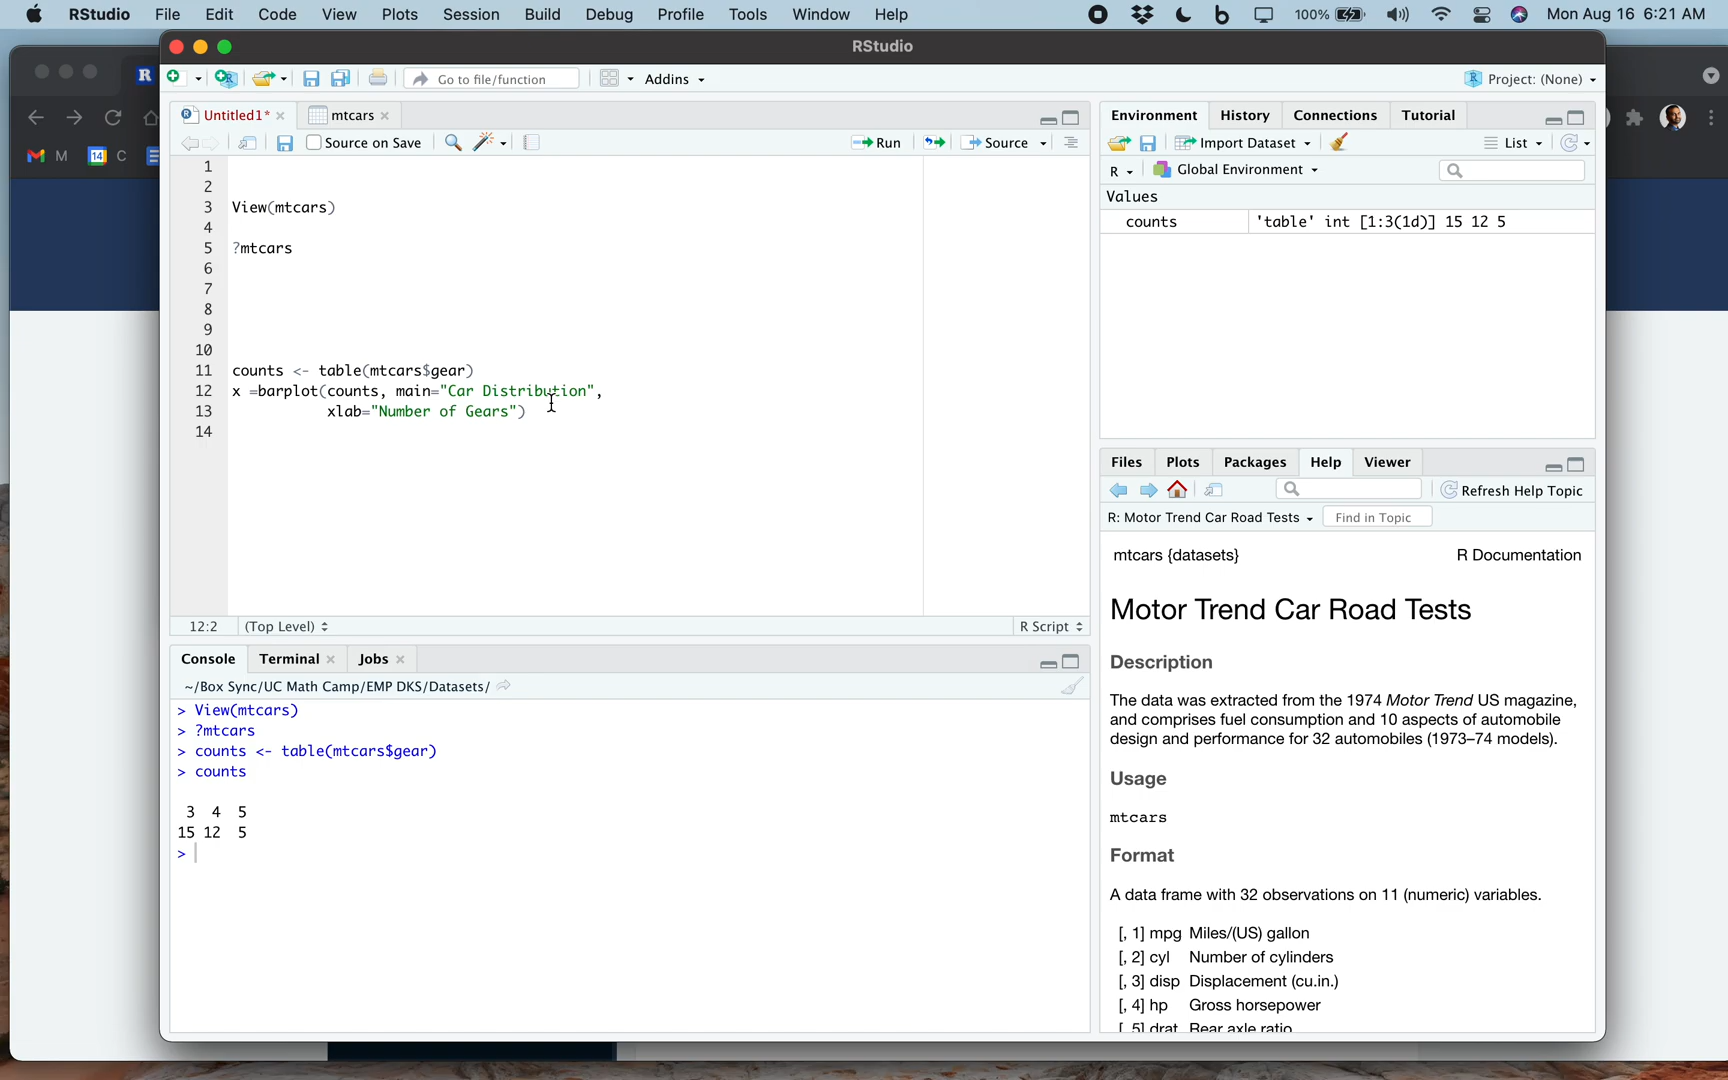 RStudio File Edit Code View Plots Session Build Debug Profile Tools Window Help 100% Mon Aug 16 6:21 AM
RStudio
Go to file/function Addins Project: (None)
Untitled1* mtcars
Source on Save Run Source
1
2
3 View(mtcars)
4
5 ?mtcars
6
7
8
9
10
11 counts <- table(mtcars$gear)
12 x =barplot(counts, main="Car Distribution",
13 xlab="Number of Gears")
14
12:2 (Top Level) R Script
Console Terminal Jobs
~/Box Sync/UC Math Camp/EMP DKS/Datasets/
> View(mtcars)
> ?mtcars
> counts <- table(mtcars$gear)
> counts
3 4 5
15 12 5
>
Environment History Connections Tutorial
Import Dataset List
R Global Environment
Values
counts 'table' int [1:3(1d)] 15 12 5
Files Plots Packages Help Viewer
Refresh Help Topic
R: Motor Trend Car Road Tests Find in Topic
mtcars {datasets} R Documentation
Motor Trend Car Road Tests
Description
The data was extracted from the 1974 Motor Trend US magazine,
and comprises fuel consumption and 10 aspects of automobile
design and performance for 32 automobiles (1973–74 models).
Usage
mtcars
Format
A data frame with 32 observations on 11 (numeric) variables.
[, 1] mpg Miles/(US) gallon
[, 2] cyl Number of cylinders
[, 3] disp Displacement (cu.in.)
[, 4] hp Gross horsepower
[, 5] drat Rear axle ratio
R
M 14 C